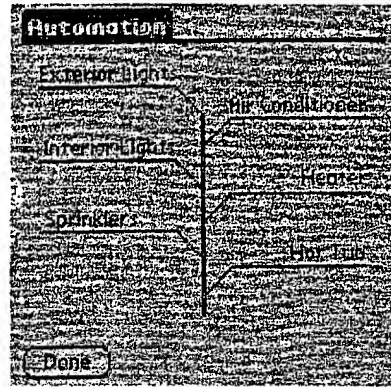 Automation
Exterior Lights
Air Conditioner
Interior Lights
Heater
Sprinklers
Hot Tub
Done